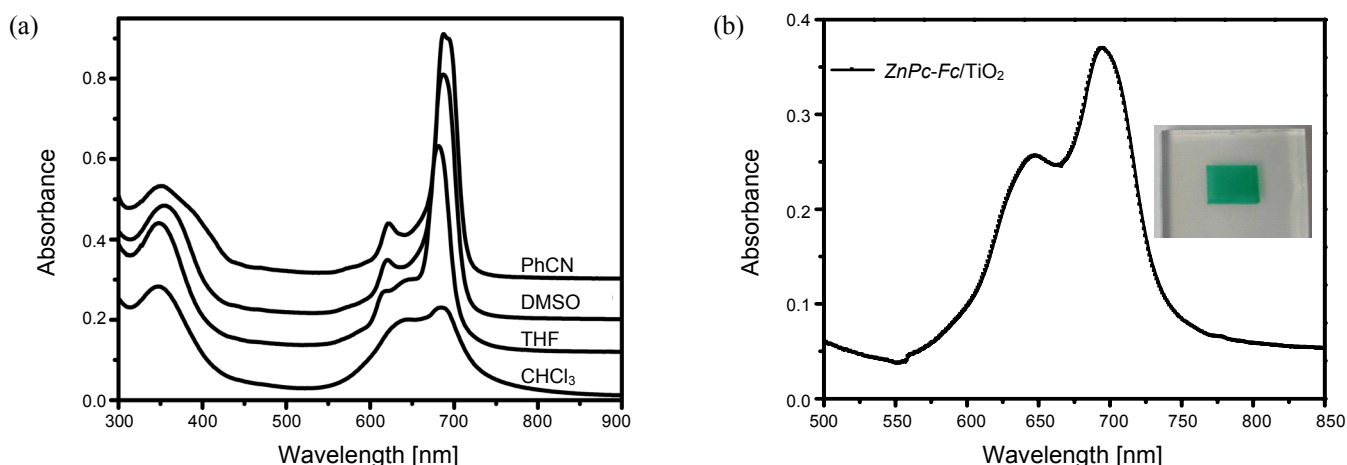 (a)
Absorbance
0.8
0.6
0.4
0.2
0.0
PhCN
DMSO
THF
CHCl₃
300 400 500 600 700 800 900
Wavelength [nm]
(b)
Absorbance
0.4
0.3
0.2
0.1
0.0
ZnPc-Fc/TiO₂
500 550 600 650 700 750 800 850
Wavelength [nm]